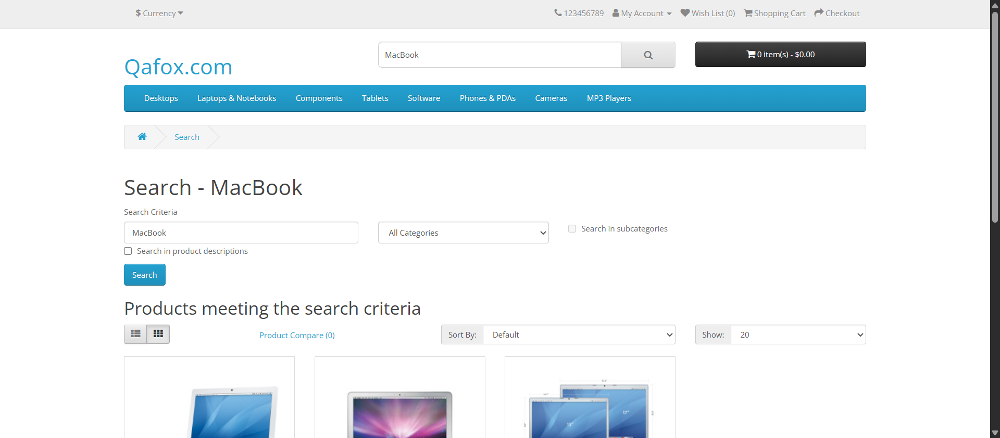 $ Currency
123456789 My Account Wish List (0) Shopping Cart Checkout
MacBook
0 item(s) - $0.00
Qafox.com
Desktops Laptops & Notebooks Components Tablets Software Phones & PDAs Cameras MP3 Players
Search
Search - MacBook
Search Criteria
MacBook
All Categories
Search in subcategories
Search in product descriptions
Search
Products meeting the search criteria
Product Compare (0)
Sort By: Default
Show: 20
17"
15"